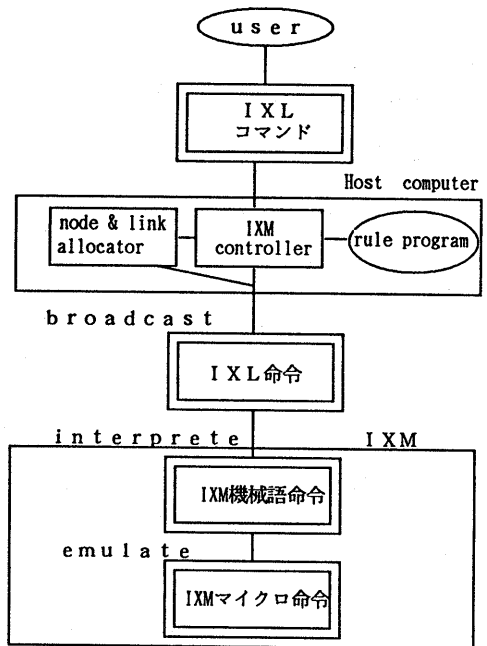 user
IXL
コマンド
Host computer
node & link
allocator
IXM
controller
rule program
broadcast
IXL命令
interprete
IXM
IXM機械語命令
emulate
IXMマイクロ命令